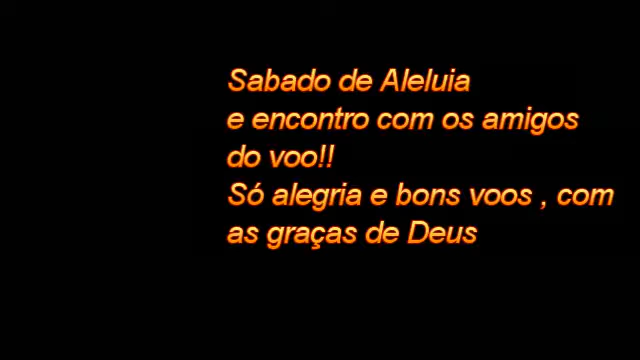 Sabado de Aleluia
e encontro com os amigos
do voo!!
Só alegria e bons voos , com
as graças de Deus